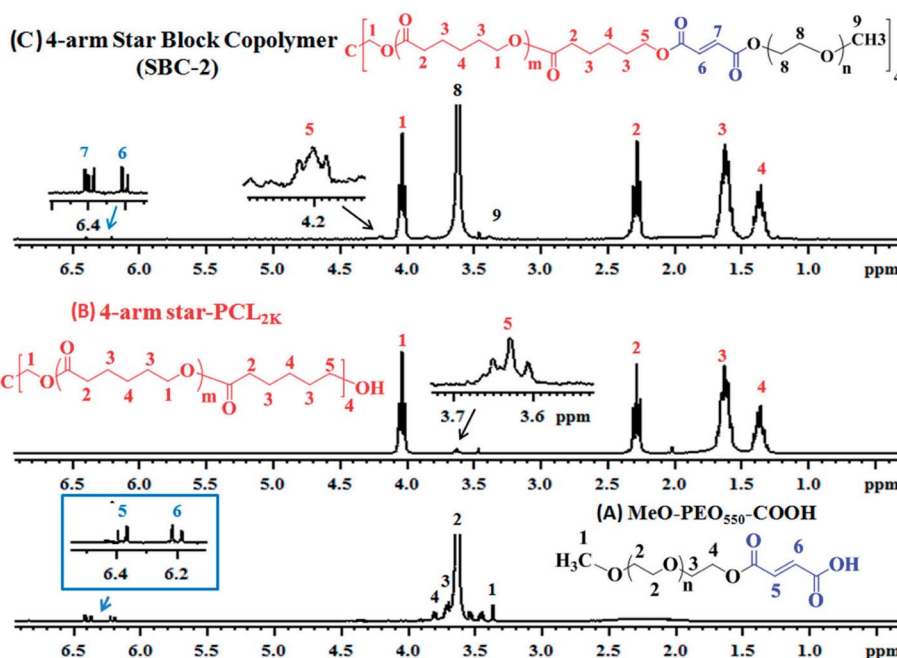 (C) 4-arm Star Block Copolymer
(SBC-2)
C 1 O O 3 3 O m O 2 4 3 5 O O 7 O O 8 O n 9 CH3 4
2 4 1 3 3 6 8
7 6
6.4
5
4.2
1
8
9
2
3
4
6.5 6.0 5.5 5.0 4.5 4.0 3.5 3.0 2.5 2.0 1.5 1.0 ppm
(B) 4-arm star-PCL2K
C 1 O O 3 3 O m O 2 4 5 OH 4
2 4 1 3 3
1
5
3.7 3.6 ppm
2
3
4
6.5 6.0 5.5 5.0 4.5 4.0 3.5 3.0 2.5 2.0 1.5 1.0 ppm
5 6
6.4 6.2
2
4 3 1
(A) MeO-PEO550-COOH
1 H3C O 2 2 O n 3 4 O O 5 6 O OH
6.5 6.0 5.5 5.0 4.5 4.0 3.5 3.0 2.5 2.0 1.5 1.0 ppm